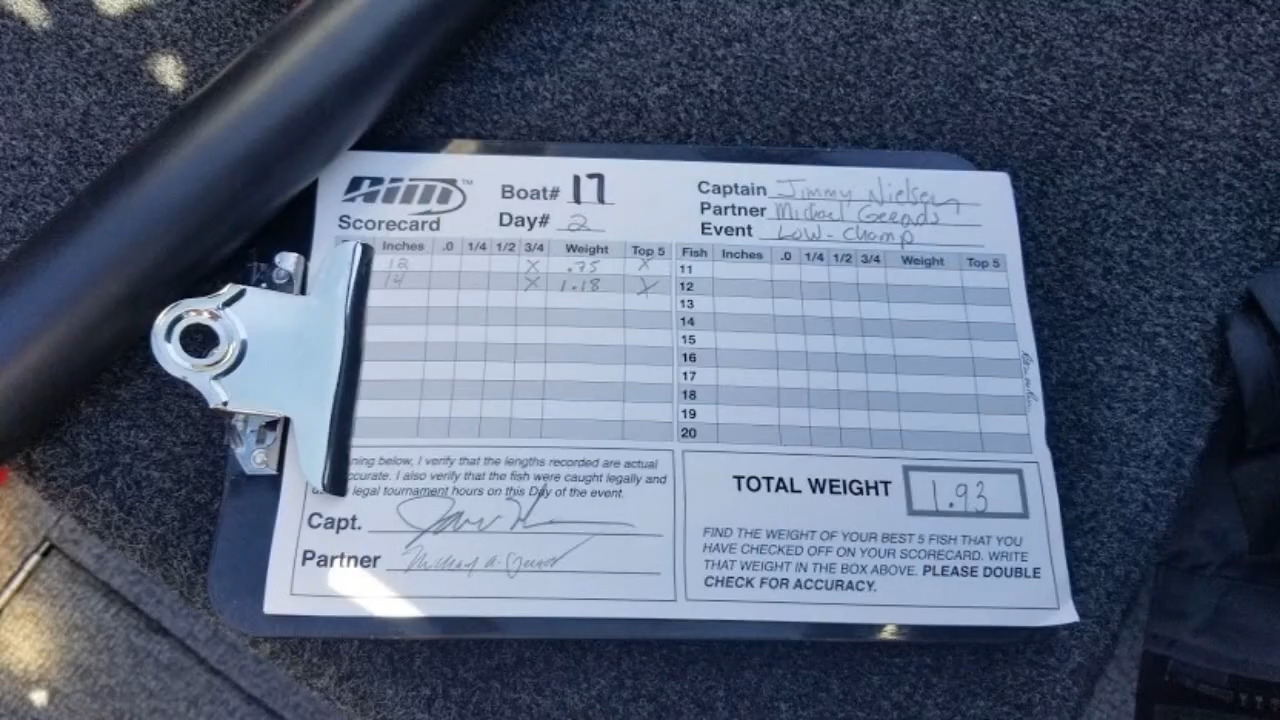 AIM™
Scorecard
Boat# 17
Day# 2
Captain Jimmy Nielsen
Partner Michael
Event Low-Champ
Inches .0 1/4 1/2 3/4 Weight Top 5 Fish Inches .0 1/4 1/2 3/4 Weight Top 5
X .75 X 11
14 X 1.18 X 12
13
14
15
16
17
18
19
20
ning below, I verify that the lengths recorded are actual
ccurate. I also verify that the fish were caught legally and
legal tournament hours on this Day of the event.
Capt.
Partner
TOTAL WEIGHT 1.93
FIND THE WEIGHT OF YOUR BEST 5 FISH THAT YOU
HAVE CHECKED OFF ON YOUR SCORECARD. WRITE
THAT WEIGHT IN THE BOX ABOVE. PLEASE DOUBLE
CHECK FOR ACCURACY.